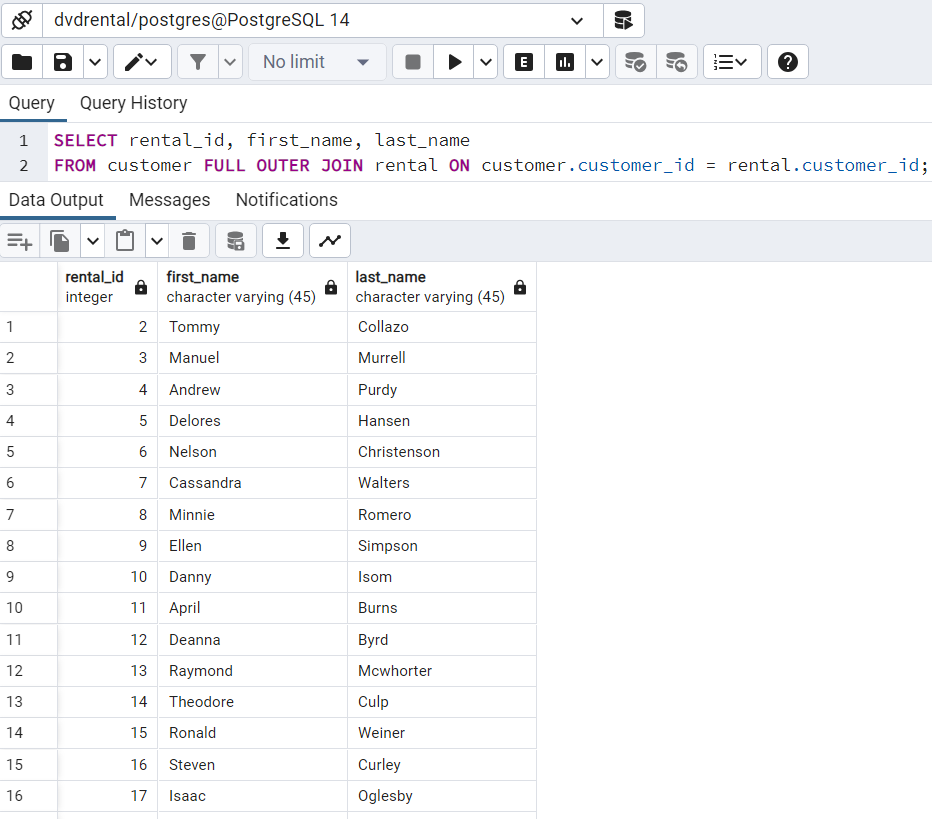 dvdrental/postgres@PostgreSQL 14
No limit
E
Query Query History
1 SELECT rental_id, first_name, last_name
2 FROM customer FULL OUTER JOIN rental ON customer.customer_id = rental.customer_id;
Data Output Messages Notifications
rental_id first_name last_name
integer character varying (45) character varying (45)
1 2 Tommy Collazo
2 3 Manuel Murrell
3 4 Andrew Purdy
4 5 Delores Hansen
5 6 Nelson Christenson
6 7 Cassandra Walters
7 8 Minnie Romero
8 9 Ellen Simpson
9 10 Danny Isom
10 11 April Burns
11 12 Deanna Byrd
12 13 Raymond Mcwhorter
13 14 Theodore Culp
14 15 Ronald Weiner
15 16 Steven Curley
16 17 Isaac Oglesby